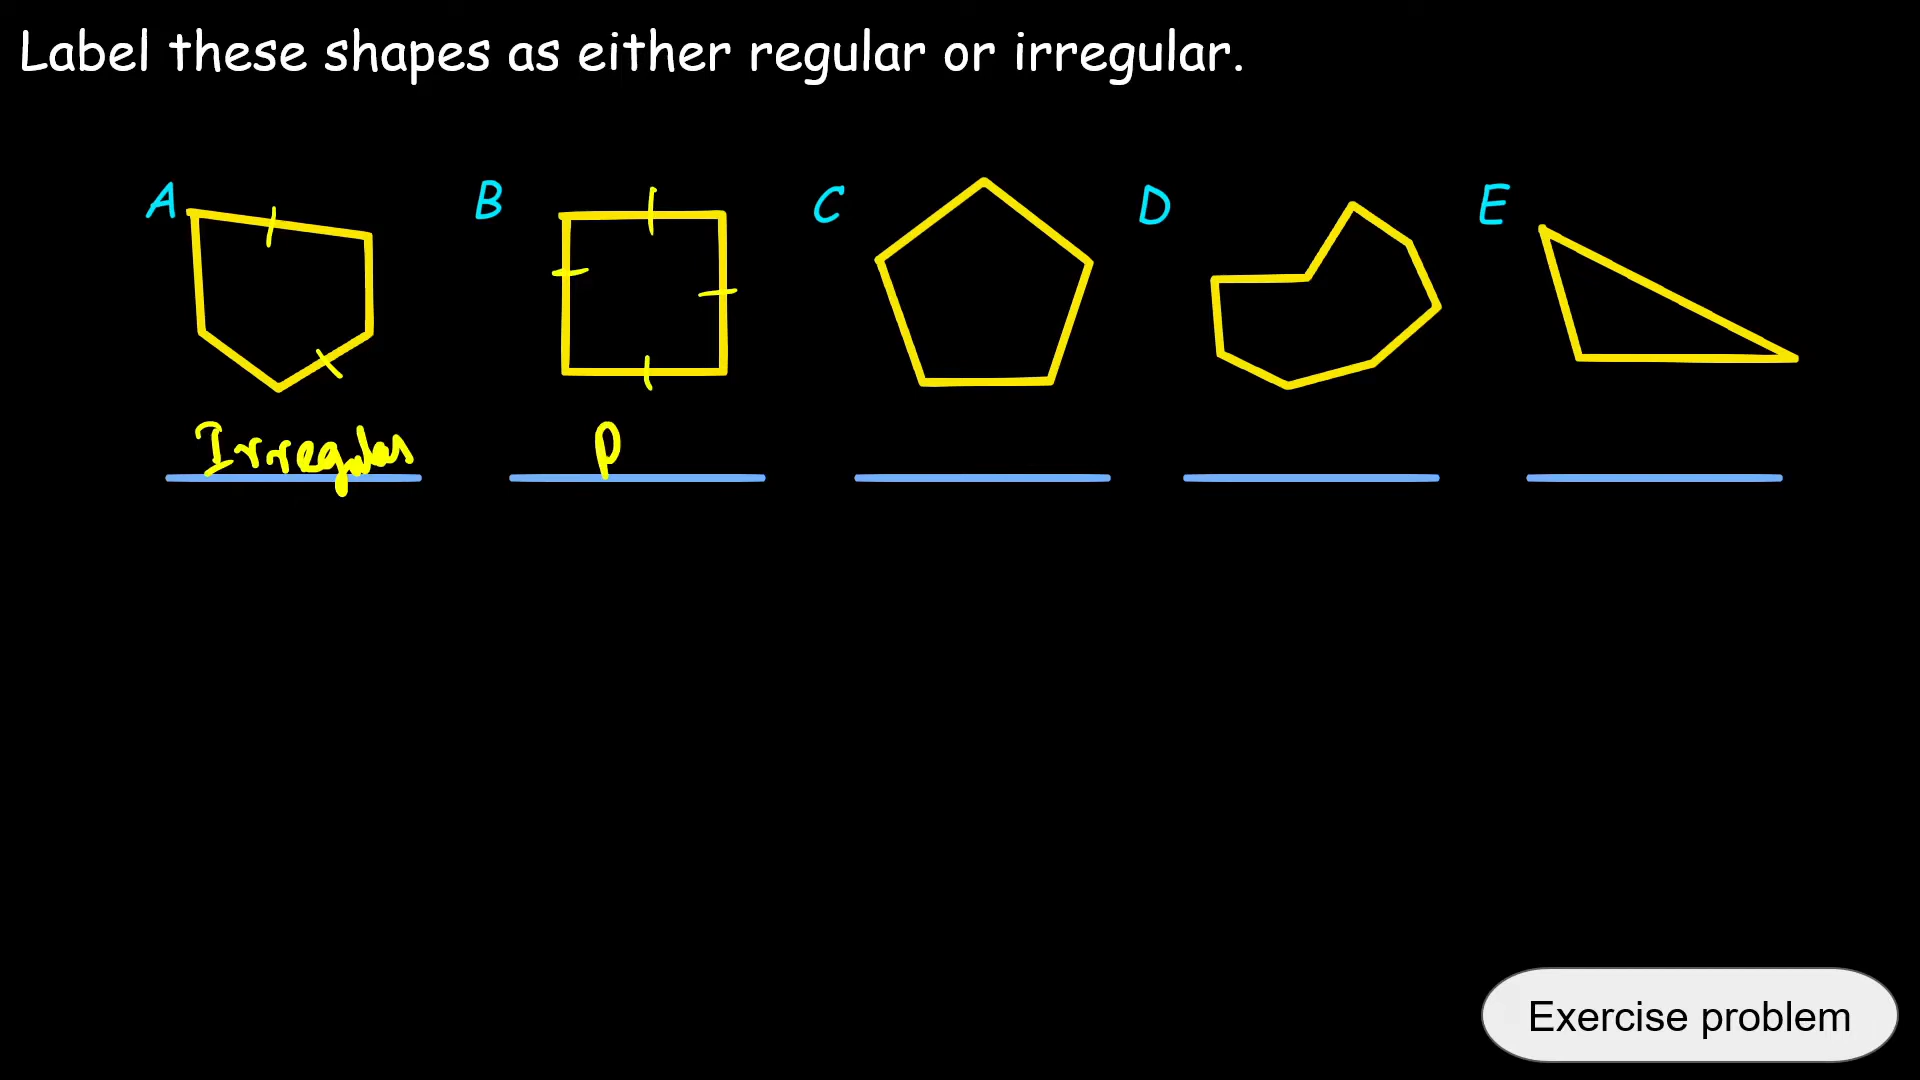 Label these shapes as either regular or irregular.
A B C D E
Irregular
Exercise problem